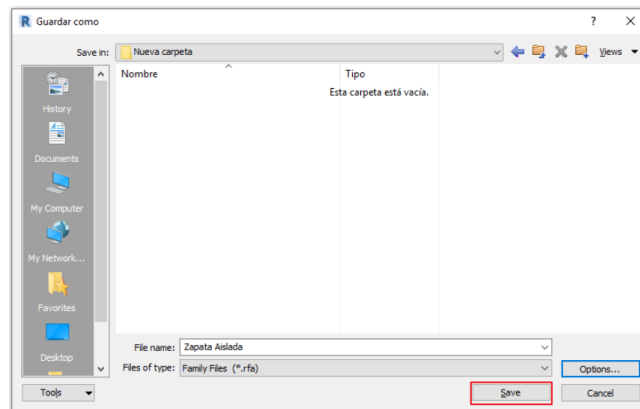 R Guardar como ? X
Save in: Nueva carpeta Views
Nombre Tipo
Esta carpeta está vacía.
History
Documents
My Computer
My Network...
Favorites
Desktop
File name: Zapata Aislada
Files of type: Family Files (*.rfa) Options...
Tools Save Cancel